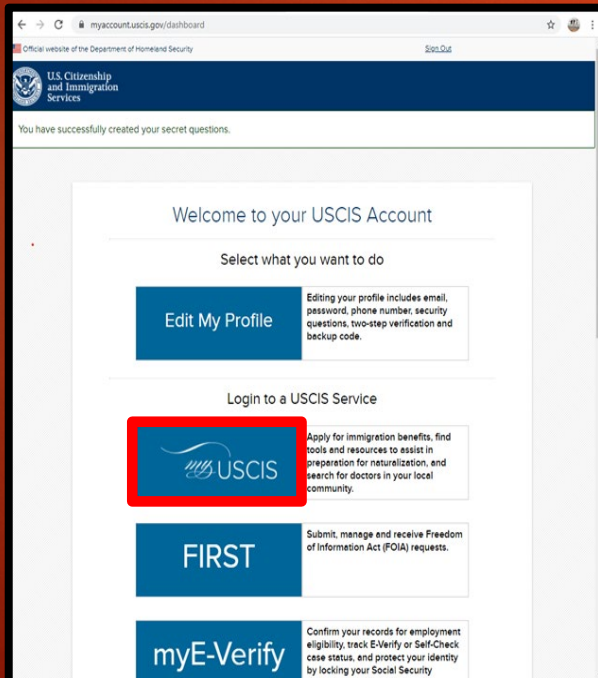 myaccount.uscis.gov/dashboard
Official website of the Department of Homeland Security Sign Out
U.S. Citizenship
and Immigration
Services
You have successfully created your secret questions.
Welcome to your USCIS Account
Select what you want to do
Edit My Profile
Editing your profile includes email,
password, phone number, security
questions, two-step verification and
backup code.
Login to a USCIS Service
my USCIS
Apply for immigration benefits, find
tools and resources to assist in
preparation for naturalization, and
search for doctors in your local
community.
FIRST
Submit, manage and receive Freedom
of Information Act (FOIA) requests.
myE-Verify
Confirm your records for employment
eligibility, track E-Verify or Self-Check
case status, and protect your identity
by locking your Social Security